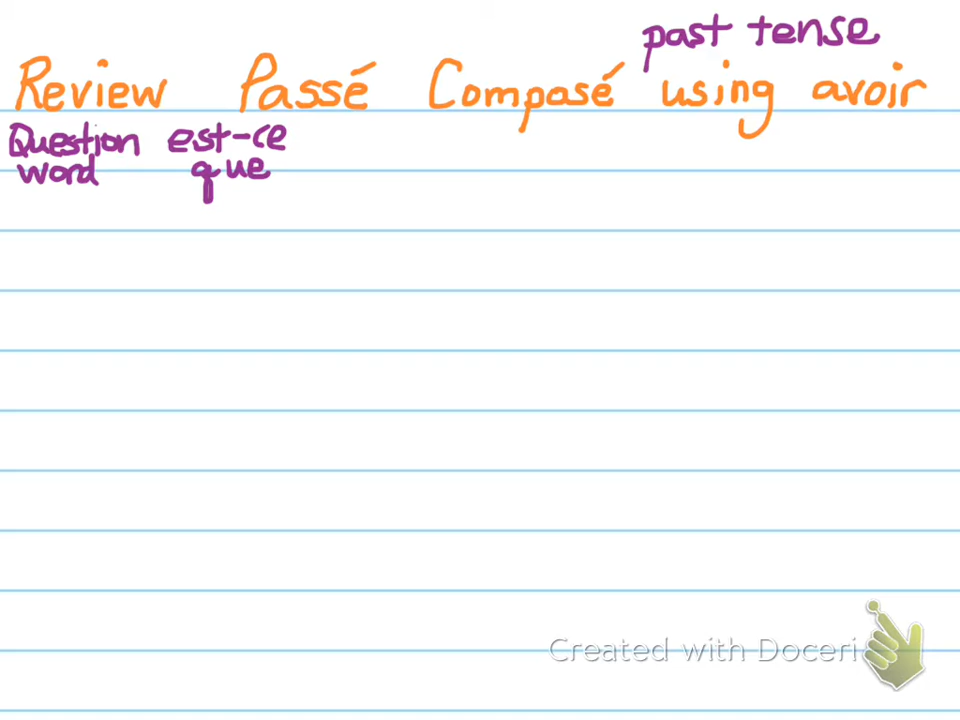 past tense
Review Passé Composé using avoir
Question est-ce
word que
Created with Doceri